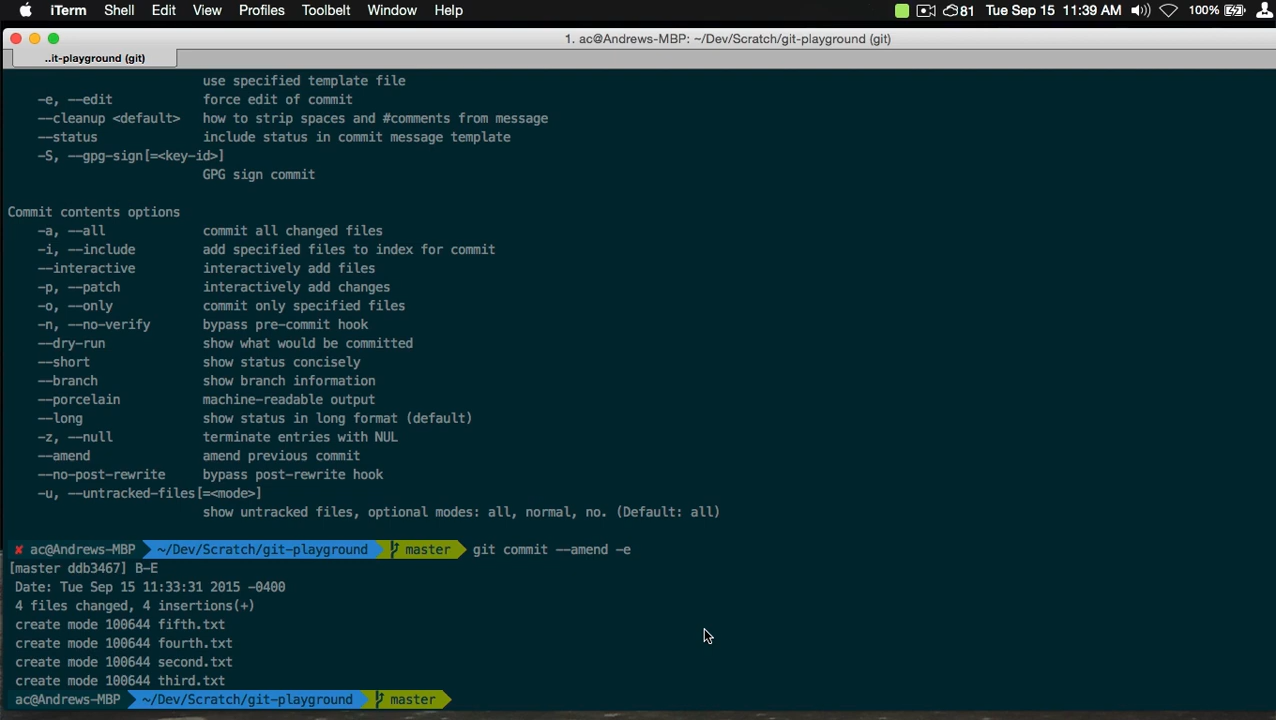 iTerm Shell Edit View Profiles Toolbelt Window Help 81 Tue Sep 15 11:39 AM 100%
1. ac@Andrews-MBP: ~/Dev/Scratch/git-playground (git)
..it-playground (git)
use specified template file
-e, --edit force edit of commit
--cleanup <default> how to strip spaces and #comments from message
--status include status in commit message template
-S, --gpg-sign[=<key-id>]
GPG sign commit
Commit contents options
-a, --all commit all changed files
-i, --include add specified files to index for commit
--interactive interactively add files
-p, --patch interactively add changes
-o, --only commit only specified files
-n, --no-verify bypass pre-commit hook
--dry-run show what would be committed
--short show status concisely
--branch show branch information
--porcelain machine-readable output
--long show status in long format (default)
-z, --null terminate entries with NUL
--amend amend previous commit
--no-post-rewrite bypass post-rewrite hook
-u, --untracked-files[=<mode>]
show untracked files, optional modes: all, normal, no. (Default: all)
✘ ac@Andrews-MBP ~/Dev/Scratch/git-playground master git commit --amend -e
[master ddb3467] B-E
Date: Tue Sep 15 11:33:31 2015 -0400
4 files changed, 4 insertions(+)
create mode 100644 fifth.txt
create mode 100644 fourth.txt
create mode 100644 second.txt
create mode 100644 third.txt
ac@Andrews-MBP ~/Dev/Scratch/git-playground master